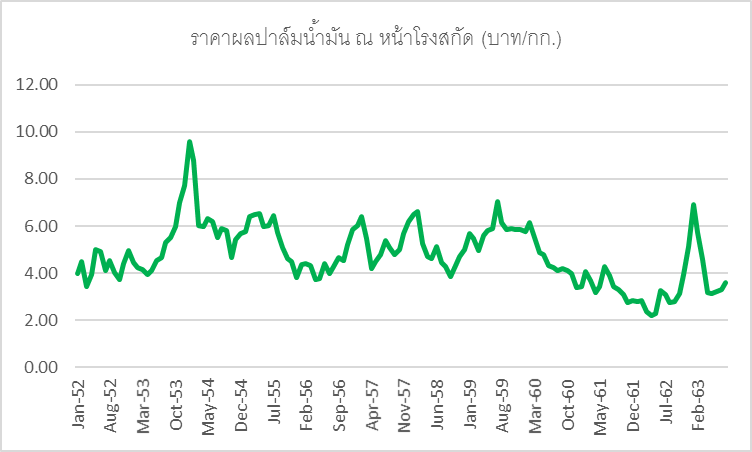 ราคาผลปาล์มน้ำมัน ณ หน้าโรงสกัด (บาท/กก.)
12.00
10.00
8.00
6.00
4.00
2.00
0.00
Jan-52
Aug-52
Mar-53
Oct-53
May-54
Dec-54
Jul-55
Feb-56
Sep-56
Apr-57
Nov-57
Jun-58
Jan-59
Aug-59
Mar-60
Oct-60
May-61
Dec-61
Jul-62
Feb-63